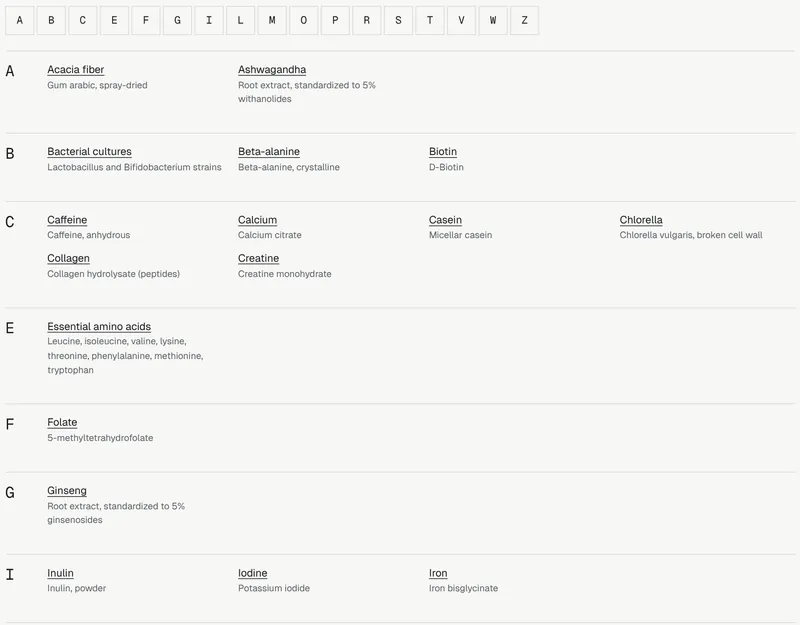 A B C E F G I L M O P R S T V W Z
A
Acacia fiber
Gum arabic, spray-dried
Ashwagandha
Root extract, standardized to 5%
withanolides
B
Bacterial cultures
Lactobacillus and Bifidobacterium strains
Beta-alanine
Beta-alanine, crystalline
Biotin
D-Biotin
C
Caffeine
Caffeine, anhydrous
Calcium
Calcium citrate
Casein
Micellar casein
Chlorella
Chlorella vulgaris, broken cell wall
Collagen
Collagen hydrolysate (peptides)
Creatine
Creatine monohydrate
E
Essential amino acids
Leucine, isoleucine, valine, lysine,
threonine, phenylalanine, methionine,
tryptophan
F
Folate
5-methyltetrahydrofolate
G
Ginseng
Root extract, standardized to 5%
ginsenosides
I
Inulin
Inulin, powder
Iodine
Potassium iodide
Iron
Iron bisglycinate